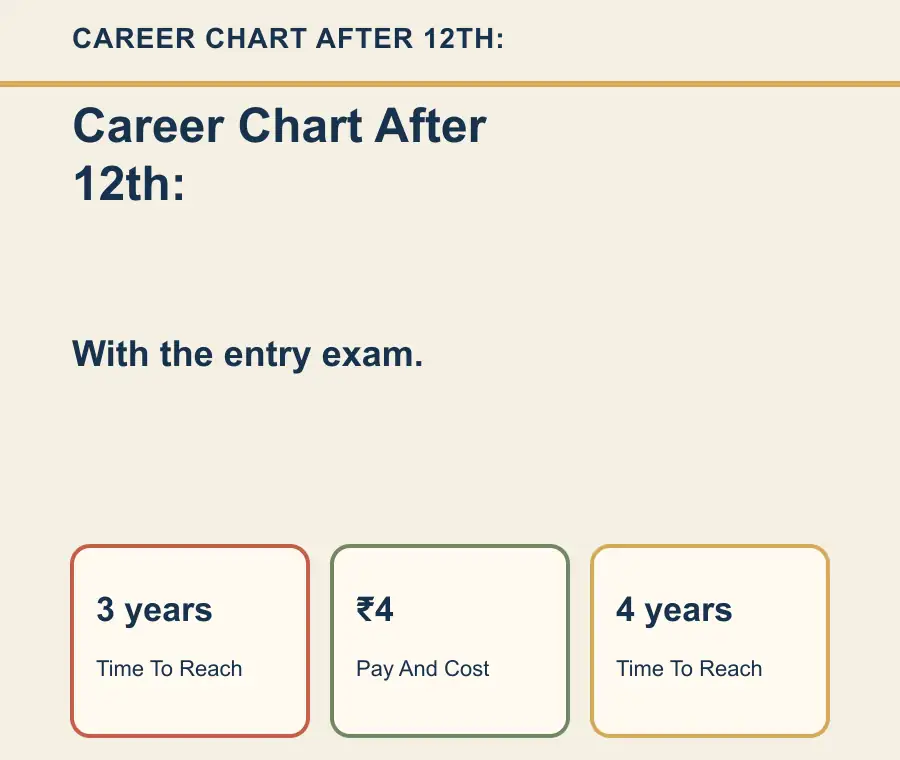 CAREER CHART AFTER 12TH:
Career Chart After
12th:
With the entry exam.
3 years
Time To Reach
₹4
Pay And Cost
4 years
Time To Reach